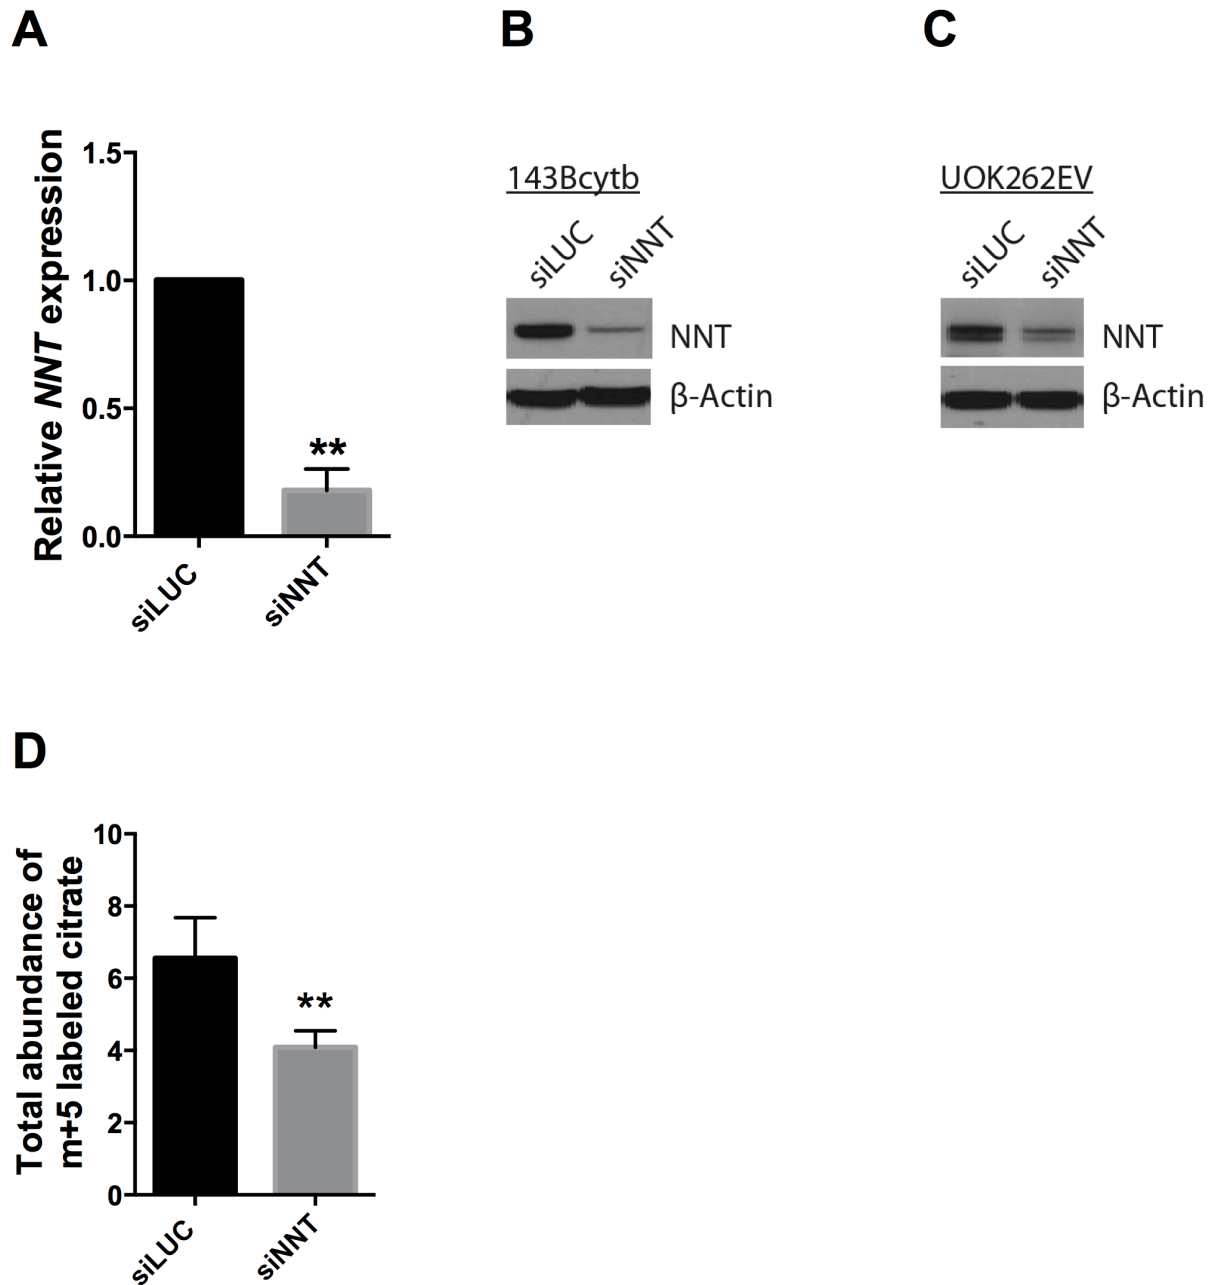 A
Relative NNT expression
1.5
1.0
0.5
0.0
**
siLUC
siNNT
B
143Bcytb
siLUC
siNNT
NNT
β-Actin
C
UOK262EV
siLUC
siNNT
NNT
β-Actin
D
Total abundance of
m+5 labeled citrate
10
8
6
4
2
0
**
siLUC
siNNT